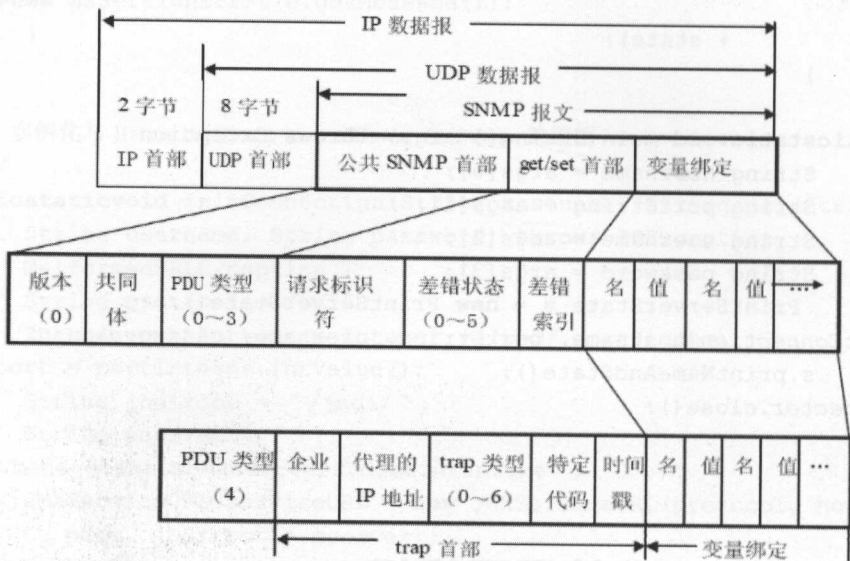 IP 数据报
UDP 数据报
2 字节 8 字节 SNMP 报文
IP 首部 UDP 首部 公共 SNMP 首部 get/set 首部 变量绑定
版本 共同 PDU 类型 请求标识 差错状态 差错 名 值 名 值 …
(0) 体 (0～3) 符 (0～5) 索引
PDU 类型 企业 代理的 trap 类型 特定 时间 名 值 名 值 …
(4) IP 地址 (0～6) 代码 戳
trap 首部 变量绑定